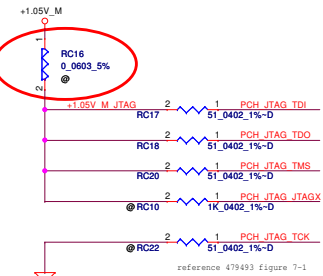 +1.05V_M
1
RC16
0_0603_5%
@
2
+1.05V_M_JTAG
2 1 PCH_JTAG_TDI
RC17 51_0402_1%~D
2 1 PCH_JTAG_TDO
RC18 51_0402_1%~D
2 1 PCH_JTAG_TMS
RC20 51_0402_1%~D
2 1 PCH_JTAG_JTAGX
@ RC10 1K_0402_1%~D
2 1 PCH_JTAG_TCK
@ RC22 51_0402_1%~D
reference 479493 figure 7-1